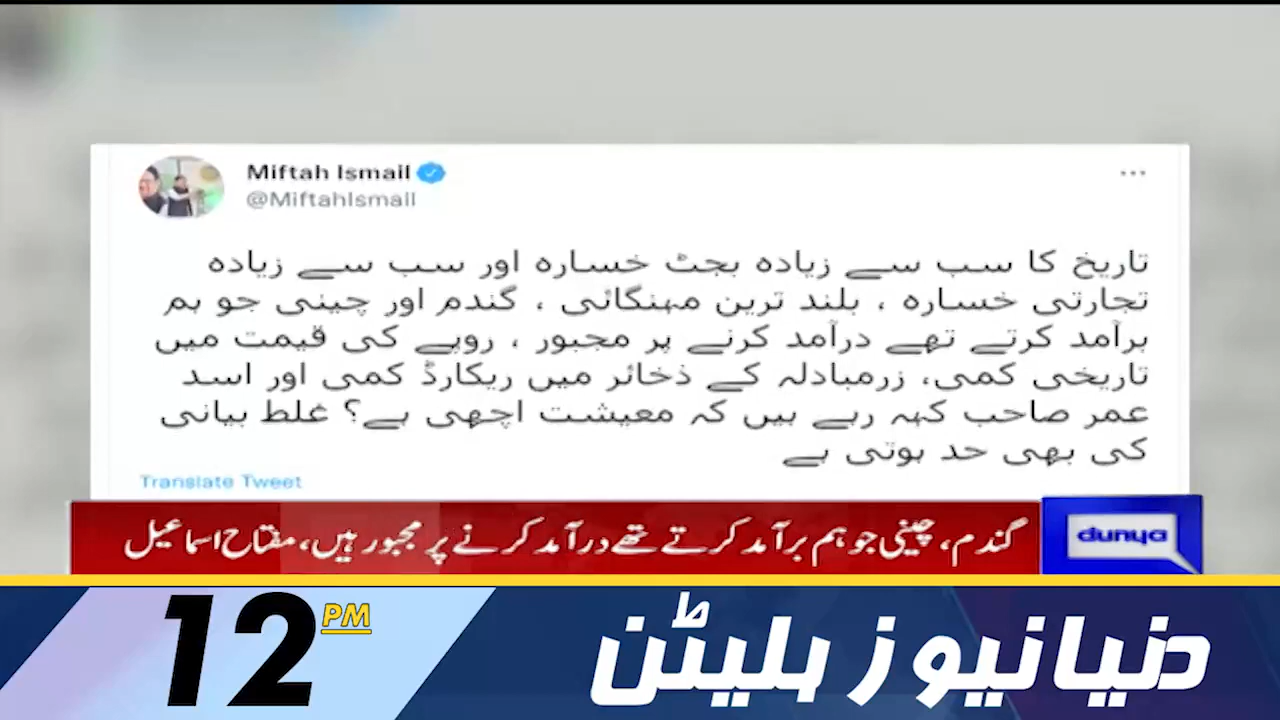 Miftah Ismail
@MiftahIsmail
تاریخ کا سب سے زیادہ بجٹ خسارہ اور سب سے زیادہ
تجارتی خسارہ ، بلند ترین مہنگائی ، گندم اور چینی جو ہم
برآمد کرتے تھے درآمد کرنے پر مجبور ، روپے کی قیمت میں
تاریخی کمی، زرمبادلہ کے ذخائر میں ریکارڈ کمی اور اسد
عمر صاحب کہہ رہے ہیں کہ معیشت اچھی ہے؟ غلط بیانی
کی بھی حد ہوتی ہے
Translate Tweet
گندم، چینی جو ہم برآمد کرتے تھے درآمد کرنے پر مجبور ہیں، مفتاح اسماعیل
dunya
12 PM
دنیا نیوز بلیٹن